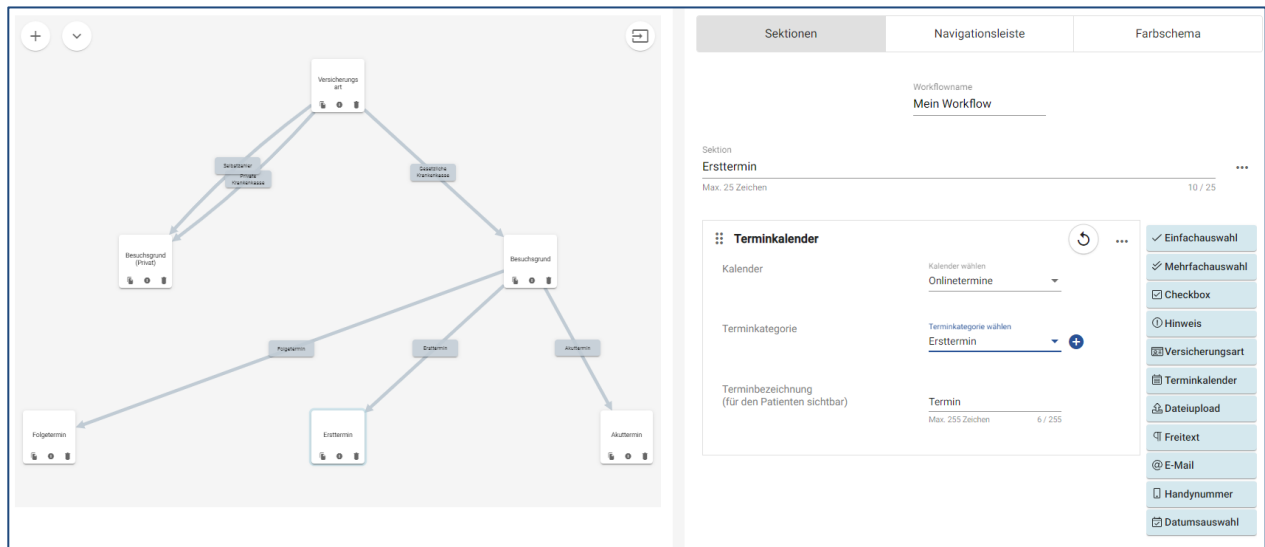 Versicherungs
art
Selbstzahler
Private
Krankenkasse
Gesetzliche
Krankenkasse
Besuchsgrund
(Privat)
Besuchsgrund
Folgetermin
Ersttermin
Akuttermin
Folgetermin
Ersttermin
Akuttermin
Sektionen
Navigationsleiste
Farbschema
Workflowname
Mein Workflow
Sektion
Ersttermin
Max. 25 Zeichen
10 / 25
Terminkalender
Kalender
Kalender wählen
Onlinetermine
Terminkategorie
Terminkategorie wählen
Ersttermin
Terminbezeichnung
(für den Patienten sichtbar)
Termin
Max. 255 Zeichen
6 / 255
Einfachauswahl
Mehrfachauswahl
Checkbox
Hinweis
Versicherungsart
Terminkalender
Dateiupload
Freitext
E-Mail
Handynummer
Datumsauswahl